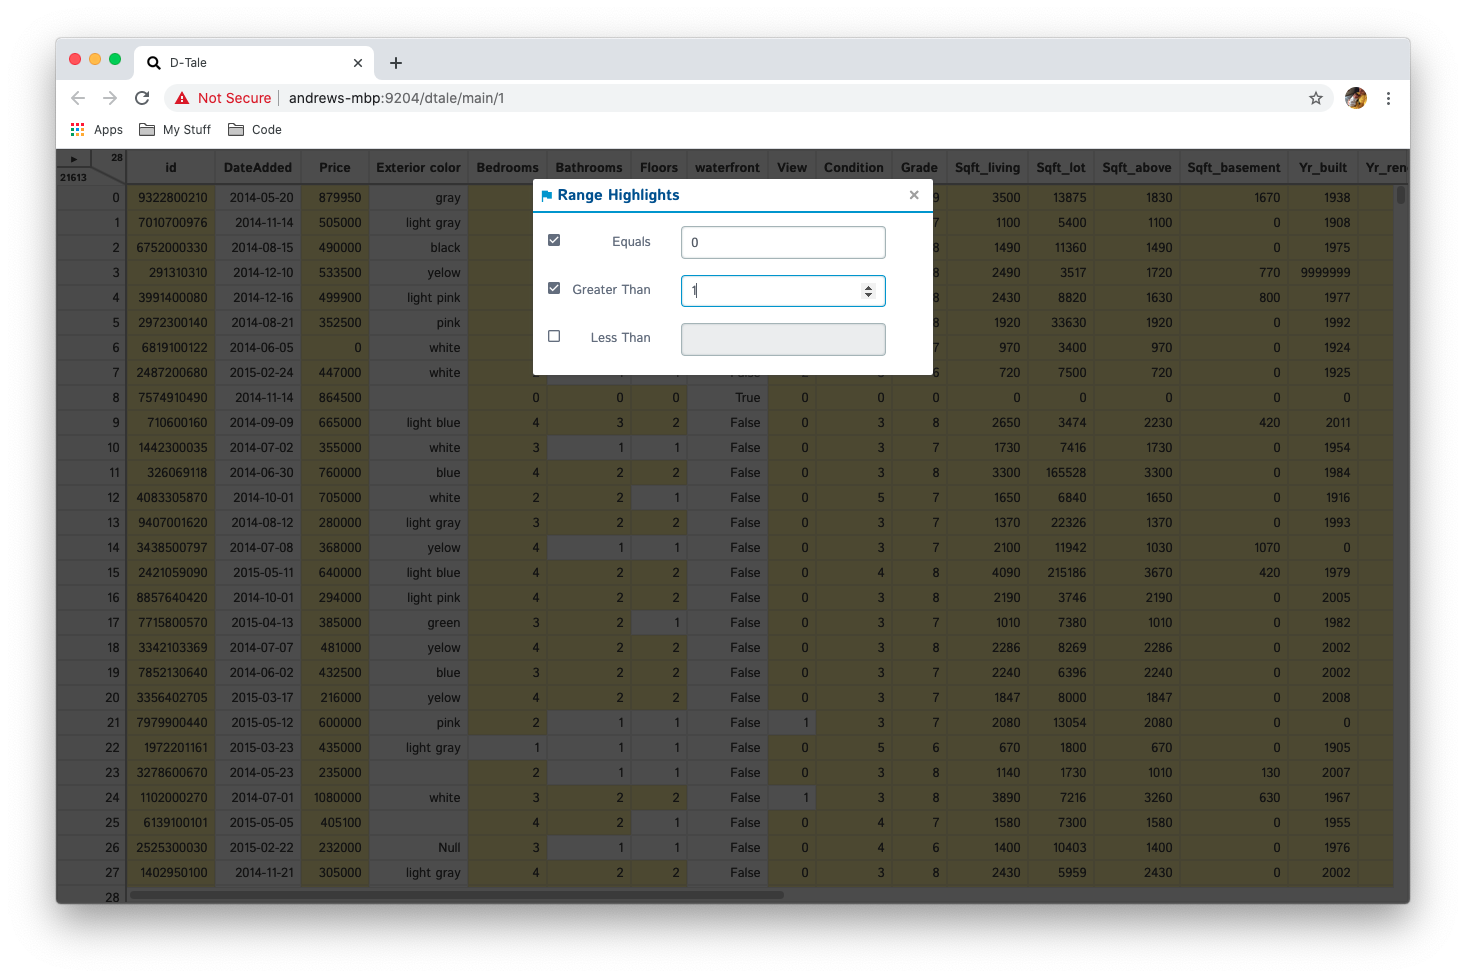 D-Tale
Not Secure andrews-mbp:9204/dtale/main/1
Apps My Stuff Code
28 id DateAdded Price Exterior color Bedrooms Bathrooms Floors waterfront View Condition Grade Sqft_living Sqft_lot Sqft_above Sqft_basement Yr_built Yr_ren
21613
Range Highlights
Equals 0
Greater Than 1
Less Than
0 9322800210 2014-05-20 879950 gray 9 3500 13875 1830 1670 1938
1 7010700976 2014-11-14 505000 light gray 7 1100 5400 1100 0 1908
2 6752000330 2014-08-15 490000 black 8 1490 11360 1490 0 1975
3 291310310 2014-12-10 533500 yelow 8 2490 3517 1720 770 9999999
4 3991400080 2014-12-16 499900 light pink 8 2430 8820 1630 800 1977
5 2972300140 2014-08-21 352500 pink 8 1920 33630 1920 0 1992
6 6819100122 2014-06-05 0 white 7 970 3400 970 0 1924
7 2487200680 2015-02-24 447000 white 6 720 7500 720 0 1925
8 7574910490 2014-11-14 864500 0 0 0 True 0 0 0 0 0 0 0 0
9 710600160 2014-09-09 665000 light blue 4 3 2 False 0 3 8 2650 3474 2230 420 2011
10 1442300035 2014-07-02 355000 white 3 1 1 False 0 3 7 1730 7416 1730 0 1954
11 326069118 2014-06-30 760000 blue 4 2 2 False 0 3 8 3300 165528 3300 0 1984
12 4083305870 2014-10-01 705000 white 2 2 1 False 0 5 7 1650 6840 1650 0 1916
13 9407001620 2014-08-12 280000 light gray 3 2 2 False 0 3 7 1370 22326 1370 0 1993
14 3438500797 2014-07-08 368000 yelow 4 1 1 False 0 3 7 2100 11942 1030 1070 0
15 2421059090 2015-05-11 640000 light blue 4 2 2 False 0 4 8 4090 215186 3670 420 1979
16 8857640420 2014-10-01 294000 light pink 4 2 2 False 0 3 8 2190 3746 2190 0 2005
17 7715800570 2015-04-13 385000 green 3 2 1 False 0 3 7 1010 7380 1010 0 1982
18 3342103369 2014-07-07 481000 yelow 4 2 2 False 0 3 8 2286 8269 2286 0 2002
19 7852130640 2014-06-02 432500 blue 3 2 2 False 0 3 7 2240 6396 2240 0 2002
20 3356402705 2015-03-17 216000 yelow 4 2 2 False 0 3 7 1847 8000 1847 0 2008
21 7979900440 2015-05-12 600000 pink 2 1 1 False 1 3 7 2080 13054 2080 0 0
22 1972201161 2015-03-23 435000 light gray 1 1 1 False 0 5 6 670 1800 670 0 1905
23 3278600670 2014-05-23 235000 2 1 1 False 0 3 8 1140 1730 1010 130 2007
24 1102000270 2014-07-01 1080000 white 3 2 2 False 1 3 8 3890 7216 3260 630 1967
25 6139100101 2015-05-05 405100 4 2 1 False 0 4 7 1580 7300 1580 0 1955
26 2525300030 2015-02-22 232000 Null 3 1 1 False 0 4 6 1400 10403 1400 0 1976
27 1402950100 2014-11-21 305000 light gray 4 2 2 False 0 3 8 2430 5959 2430 0 2002
28